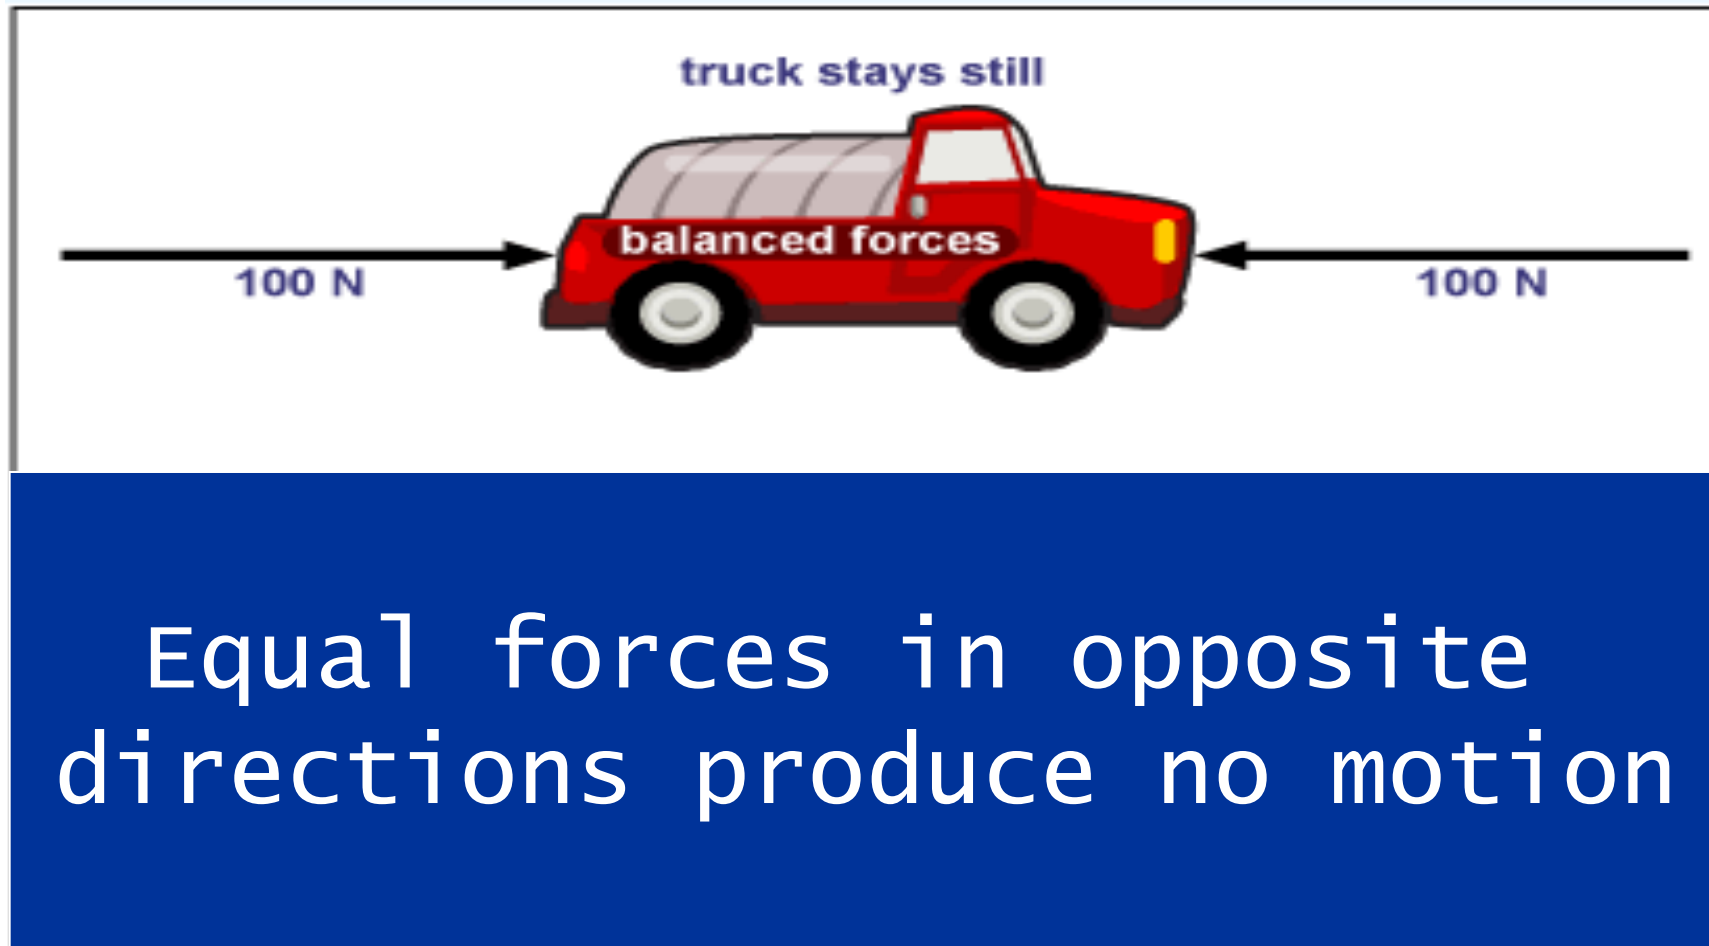 truck stays still
balanced forces
100 N
100 N
Equal forces in opposite
directions produce no motion